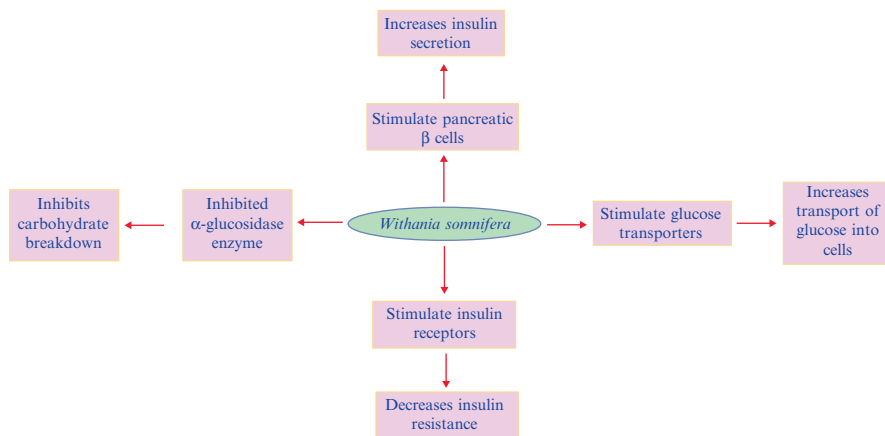 Increases insulin
secretion
Stimulate pancreatic
β cells
Inhibits
carbohydrate
breakdown
Inhibited
α-glucosidase
enzyme
Withania somnifera
Stimulate glucose
transporters
Increases
transport of
glucose into
cells
Stimulate insulin
receptors
Decreases insulin
resistance